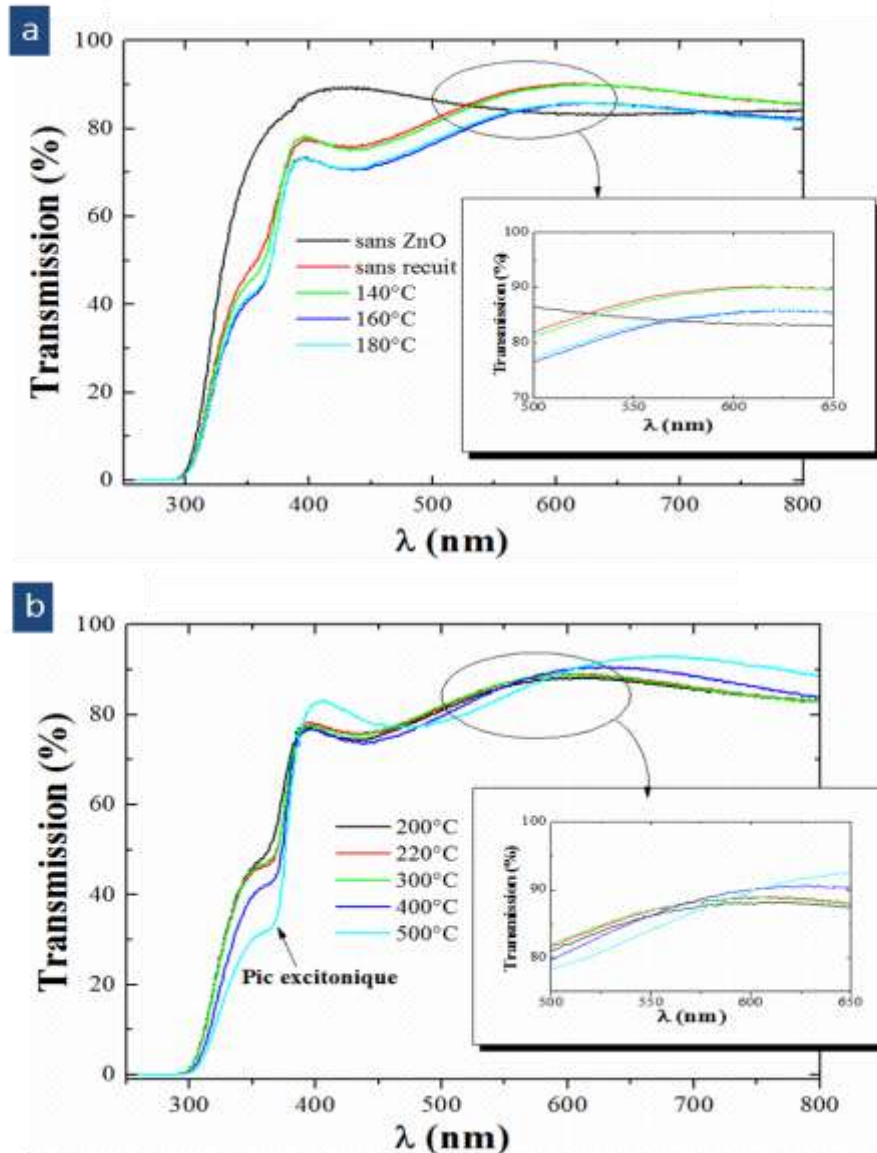 a
100
80
60
40
20
0
Transmission (%)
sans ZnO
sans recuit
140°C
160°C
180°C
100
90
80
70
Transmission (%)
500
550
600
650
λ (nm)
300
400
500
600
700
800
λ (nm)
b
100
80
60
40
20
0
Transmission (%)
200°C
220°C
300°C
400°C
500°C
Pic excitonique
100
90
80
Transmission (%)
500
550
600
650
λ (nm)
300
400
500
600
700
800
λ (nm)